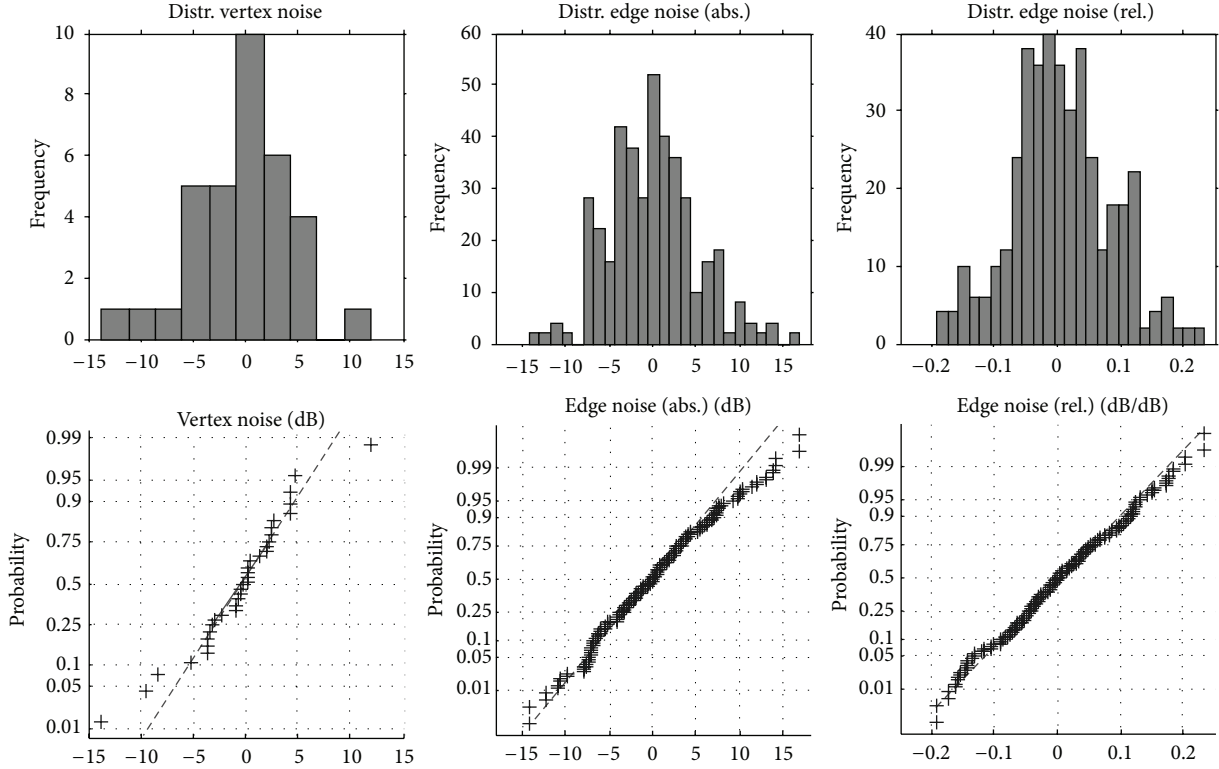 Distr. vertex noise
Frequency
10
8
6
4
2
0
−15 −10 −5 0 5 10 15
Vertex noise (dB)
Distr. edge noise (abs.)
Frequency
60
50
40
30
20
10
0
−15 −10 −5 0 5 10 15
Edge noise (abs.) (dB)
Distr. edge noise (rel.)
Frequency
40
30
20
10
0
−0.2 −0.1 0 0.1 0.2
Edge noise (rel.) (dB/dB)
Probability
0.99
0.95
0.9
0.75
0.5
0.25
0.1
0.05
0.01
−15 −10 −5 0 5 10 15
Probability
0.99
0.95
0.9
0.75
0.5
0.25
0.1
0.05
0.01
−15 −10 −5 0 5 10 15
Probability
0.99
0.95
0.9
0.75
0.5
0.25
0.1
0.05
0.01
−0.2 −0.1 0 0.1 0.2